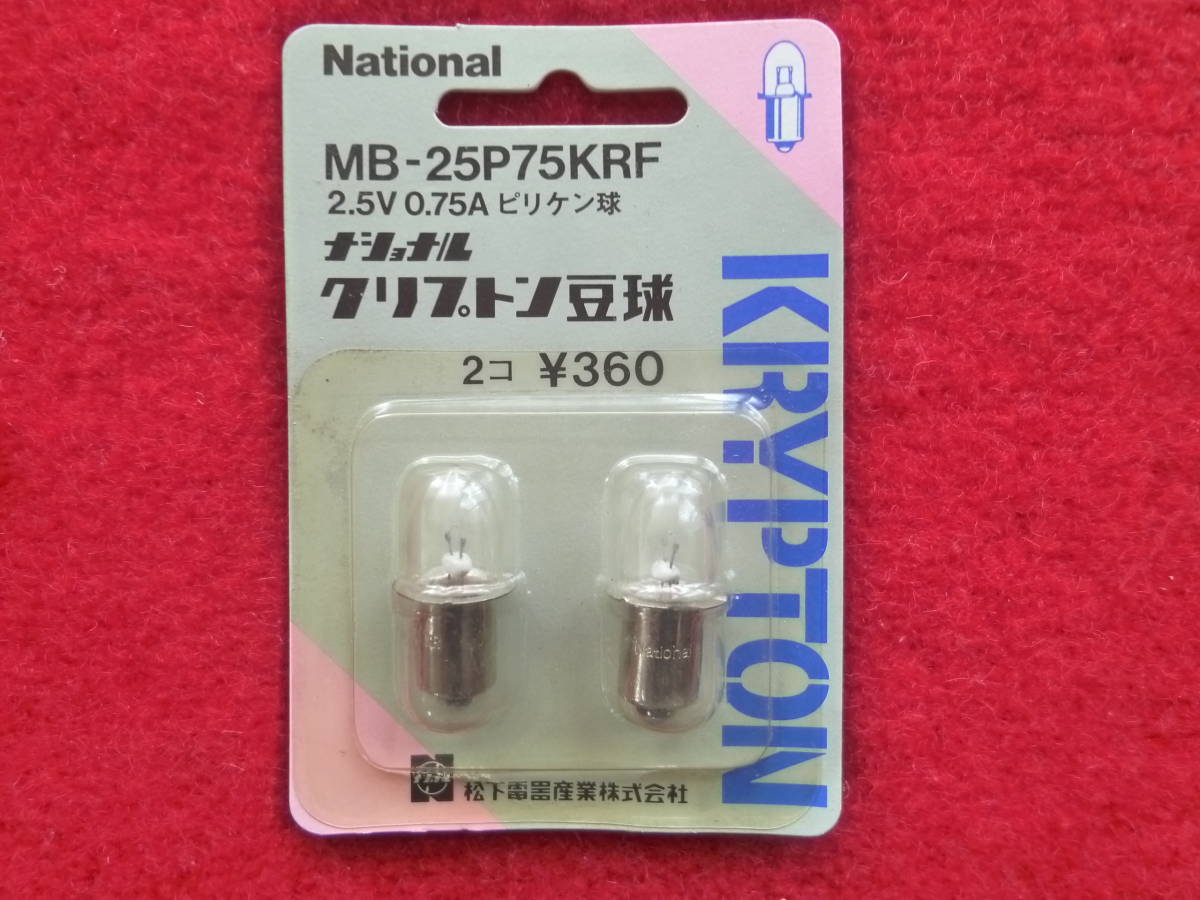 National
MB-25P75KRF
2.5V 0.75A ピリケン球
ナショナル
クリプトン豆球
2コ ¥360
KRYPTON
National
松下電器産業株式会社